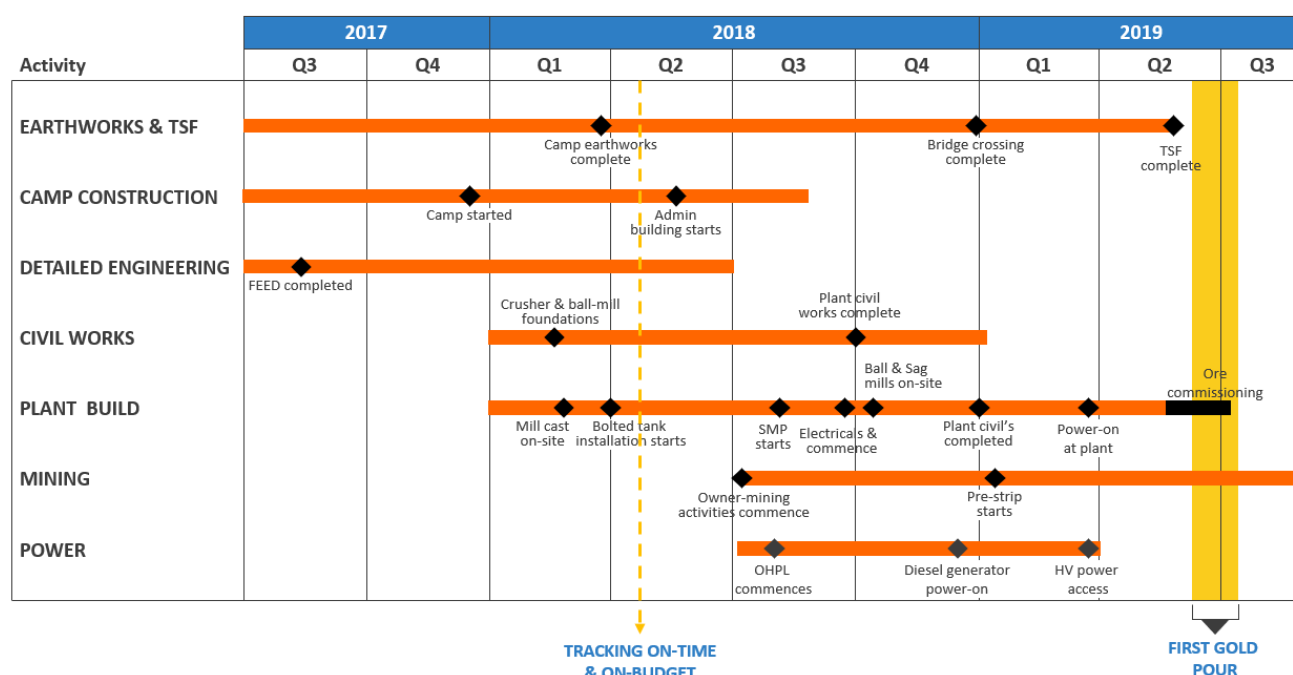 2017 2018 2019
Activity Q3 Q4 Q1 Q2 Q3 Q4 Q1 Q2 Q3
EARTHWORKS & TSF
Camp earthworks
complete
Bridge crossing
complete
TSF
complete
CAMP CONSTRUCTION
Camp started
Admin
building starts
DETAILED ENGINEERING
FEED completed
CIVIL WORKS
Crusher & ball-mill
foundations
Plant civil
works complete
PLANT BUILD
Mill cast
on-site
Bolted tank
installation starts
SMP
starts
Electricals &
commence
Ball & Sag
mills on-site
Plant civil's
completed
Power-on
at plant
Ore
commissioning
MINING
Owner-mining
activities commence
Pre-strip
starts
POWER
OHPL
commences
Diesel generator
power-on
HV power
access
TRACKING ON-TIME
& ON-BUDGET
FIRST GOLD
POUR